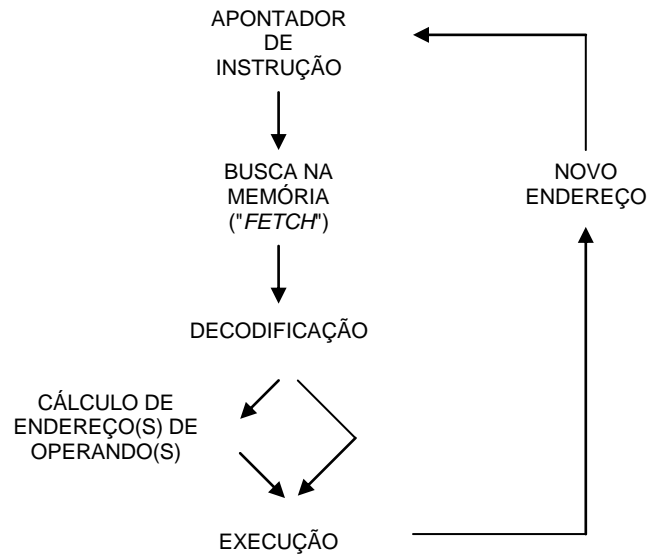 APONTADOR
DE
INSTRUÇÃO
BUSCA NA
MEMÓRIA
("FETCH")
NOVO
ENDEREÇO
DECODIFICAÇÃO
CÁLCULO DE
ENDEREÇO(S) DE
OPERANDO(S)
EXECUÇÃO